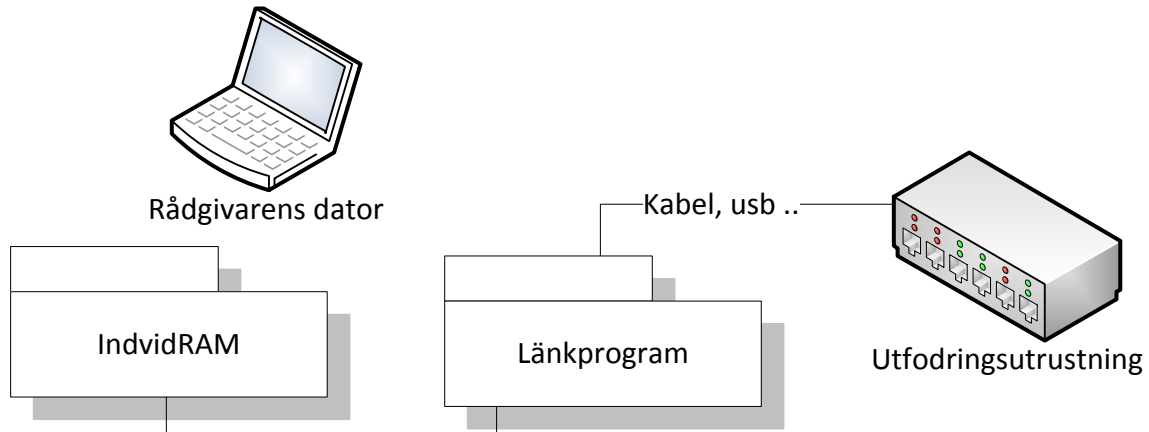 Rådgivarens dator
Kabel, usb ..
IndvidRAM
Länkprogram
Utfodringsutrustning